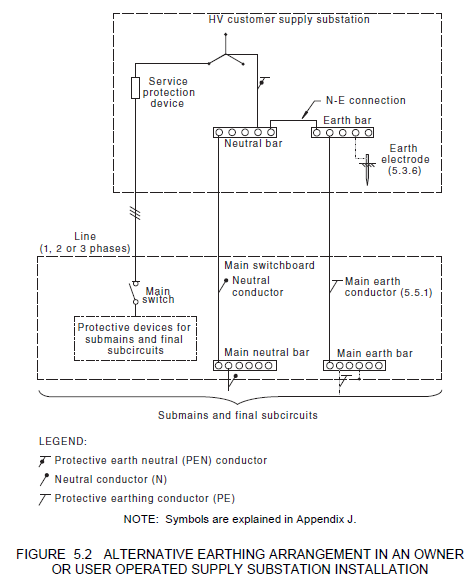 HV customer supply substation
Service
protection
device
N-E connection
Earth bar
Neutral bar
Earth
electrode
(5.3.6)
Line
(1, 2 or 3 phases)
Main switchboard
Neutral
conductor
Main earth
conductor (5.5.1)
Main
switch
Protective devices for
submains and final
subcircuits
Main neutral bar
Main earth bar
Submains and final subcircuits
LEGEND:
Protective earth neutral (PEN) conductor
Neutral conductor (N)
Protective earthing conductor (PE)
NOTE: Symbols are explained in Appendix J.
FIGURE 5.2 ALTERNATIVE EARTHING ARRANGEMENT IN AN OWNER
OR USER OPERATED SUPPLY SUBSTATION INSTALLATION